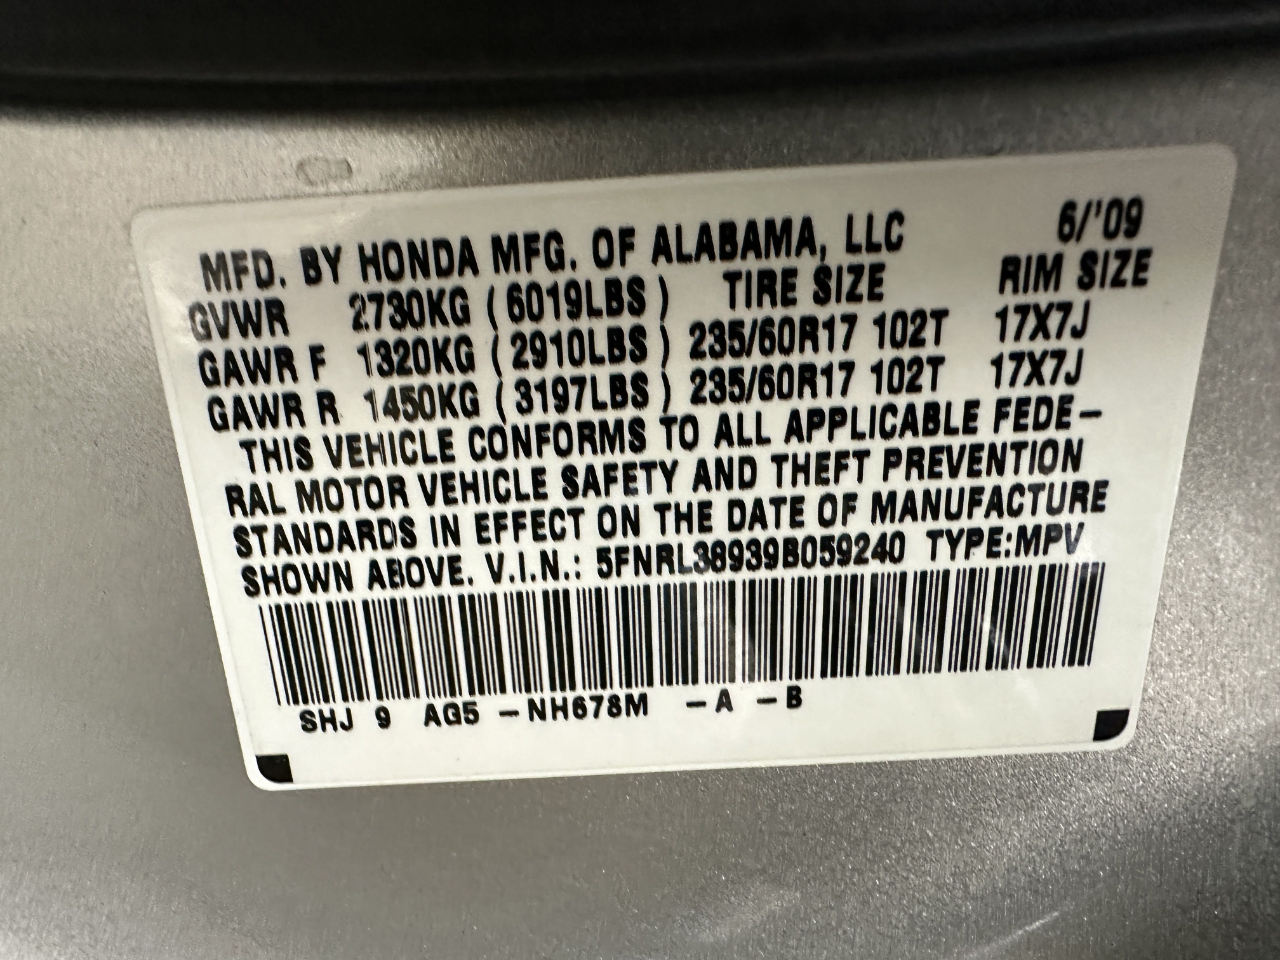 MFD. BY HONDA MFG. OF ALABAMA, LLC 6/'09
GVWR 2730KG ( 6019LBS ) TIRE SIZE RIM SIZE
GAWR F 1320KG ( 2910LBS ) 235/60R17 102T 17X7J
GAWR R 1450KG ( 3197LBS ) 235/60R17 102T 17X7J
THIS VEHICLE CONFORMS TO ALL APPLICABLE FEDE-
RAL MOTOR VEHICLE SAFETY AND THEFT PREVENTION
STANDARDS IN EFFECT ON THE DATE OF MANUFACTURE
SHOWN ABOVE. V.I.N.: 5FNRL38939B059240 TYPE:MPV
SHJ 9 AG5 -NH678M -A -B